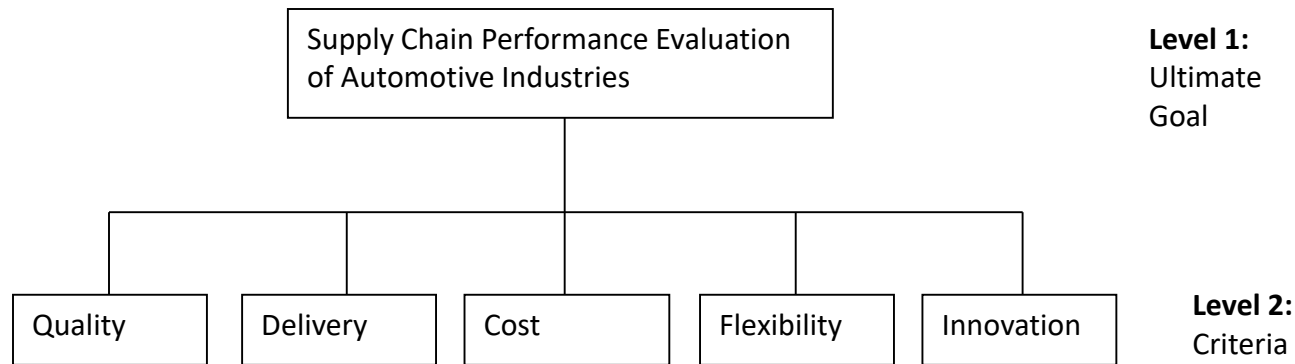 Supply Chain Performance Evaluation
of Automotive Industries
Level 1:
Ultimate
Goal
Quality
Delivery
Cost
Flexibility
Innovation
Level 2:
Criteria